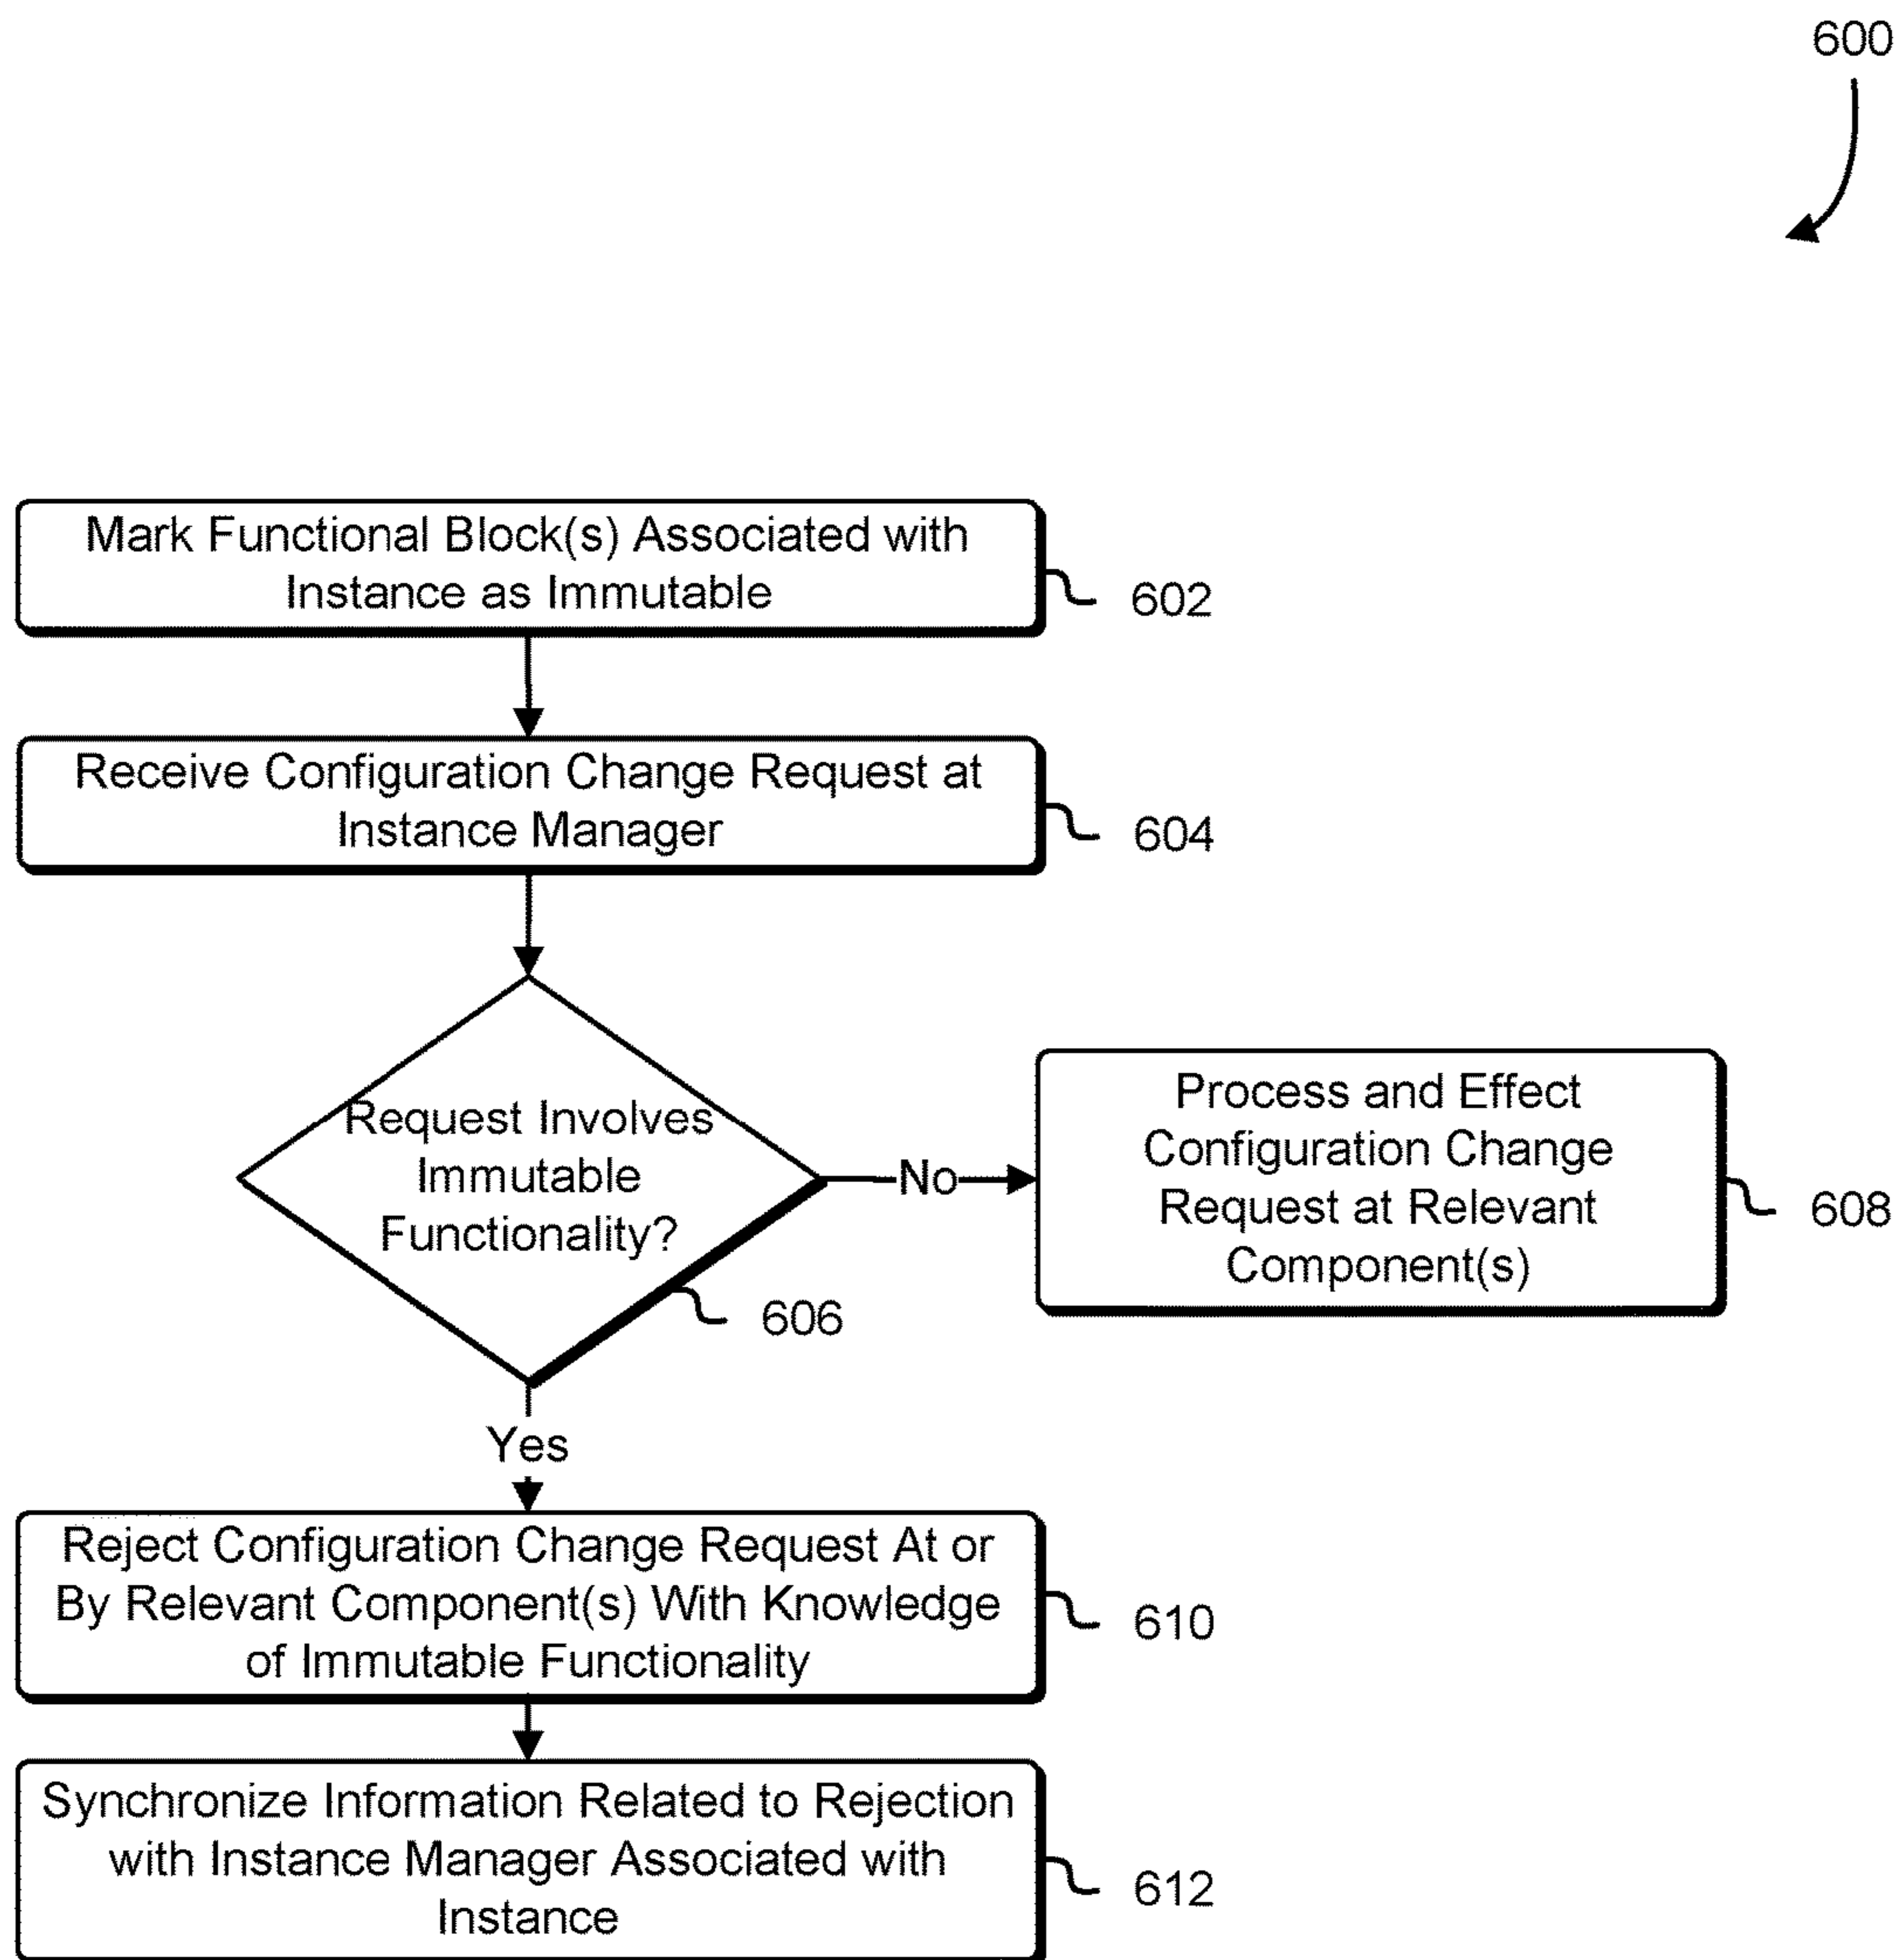 600
Mark Functional Block(s) Associated with
Instance as Immutable
602
Receive Configuration Change Request at
Instance Manager
604
Request Involves
Immutable
Functionality?
606
No
Process and Effect
Configuration Change
Request at Relevant
Component(s)
608
Yes
Reject Configuration Change Request At or
By Relevant Component(s) With Knowledge
of Immutable Functionality
610
Synchronize Information Related to Rejection
with Instance Manager Associated with
Instance
612